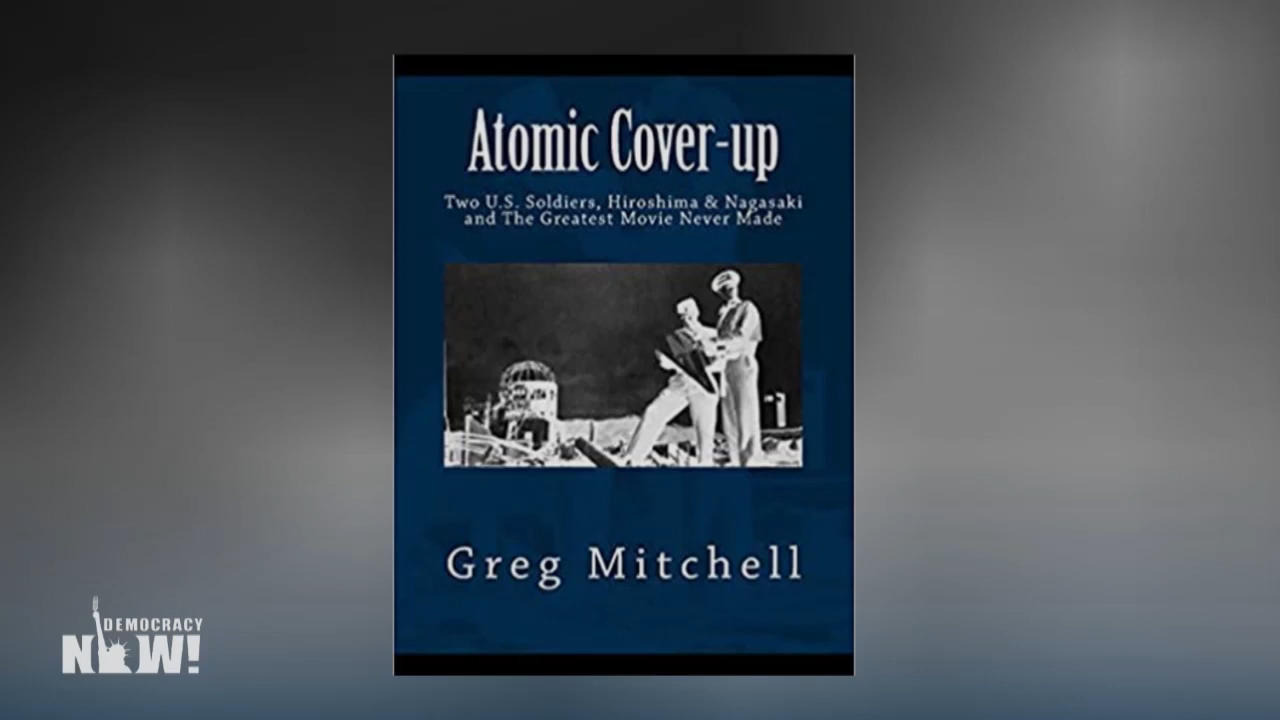 Atomic Cover-up
Two U.S. Soldiers, Hiroshima & Nagasaki
and The Greatest Movie Never Made
Greg Mitchell
DEMOCRACY
NOW!